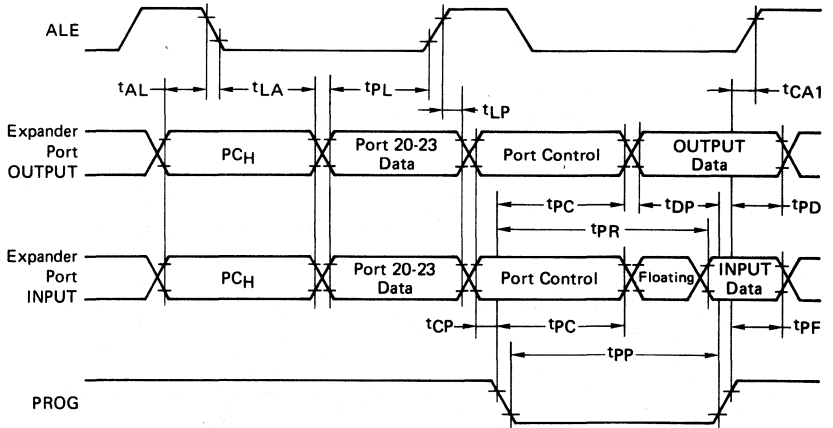 ALE
tAL
tLA
tPL
tLP
tCA1
Expander
Port
OUTPUT
PCH
Port 20-23
Data
Port Control
OUTPUT
Data
tPC
tDP
tPD
tPR
Expander
Port
INPUT
PCH
Port 20-23
Data
Port Control
Floating
INPUT
Data
tCP
tPC
tPF
tPP
PROG